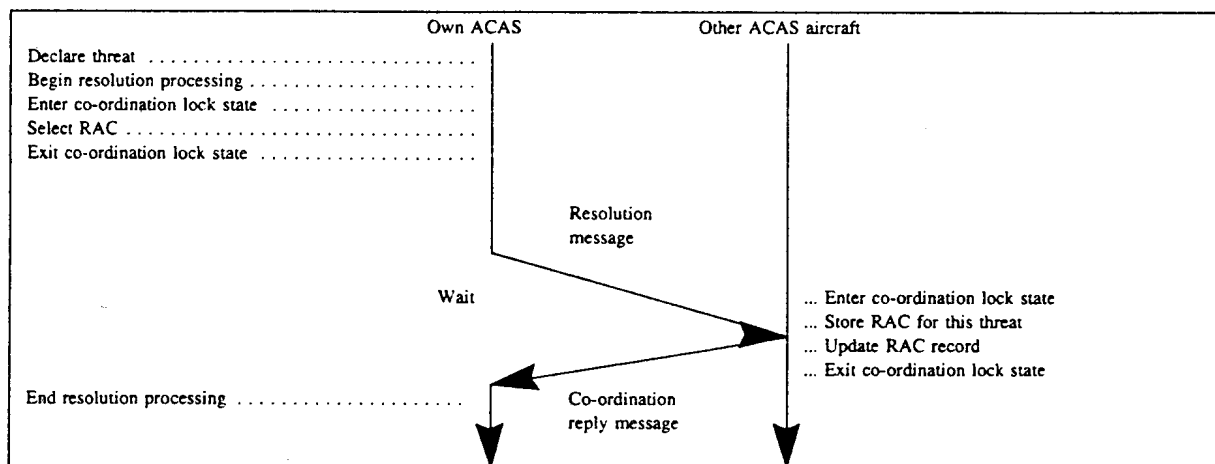 Own ACAS
Other ACAS aircraft
Declare threat . . . . . . . . . . . . . . . . . . . . . . . . . . . .
Begin resolution processing . . . . . . . . . . . . . . . . . . .
Enter co-ordination lock state . . . . . . . . . . . . . . . . .
Select RAC . . . . . . . . . . . . . . . . . . . . . . . . . . . . . .
Exit co-ordination lock state . . . . . . . . . . . . . . . . . .
Resolution
message
Wait
... Enter co-ordination lock state
... Store RAC for this threat
... Update RAC record
... Exit co-ordination lock state
End resolution processing . . . . . . . . . . . . . . . . . . .
Co-ordination
reply message